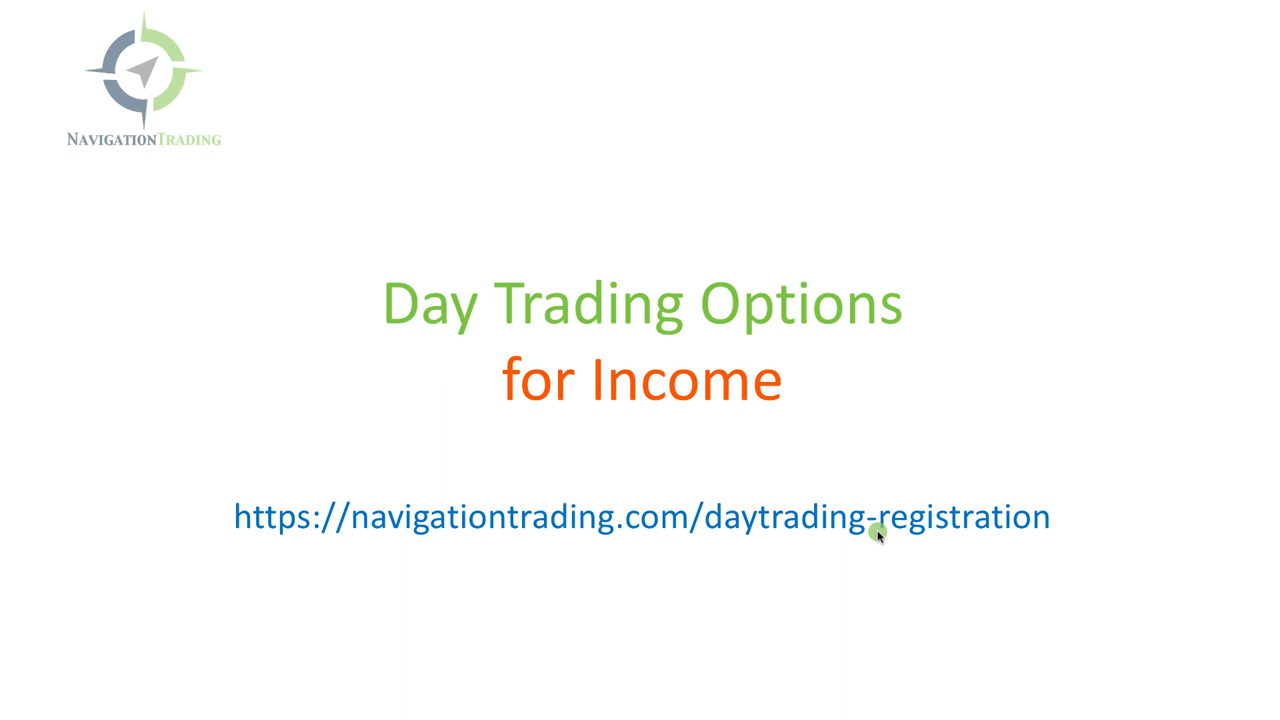 NAVIGATIONTRADING
Day Trading Options
for Income
https://navigationtrading.com/daytrading-registration